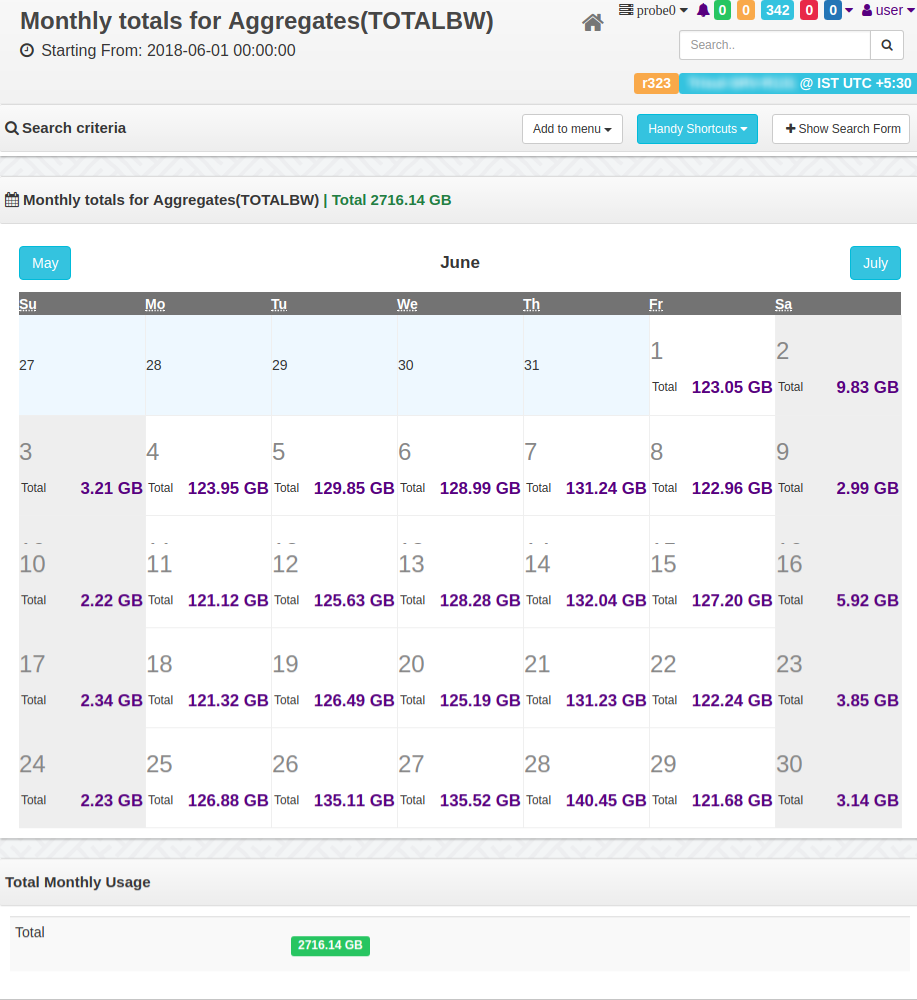 Monthly totals for Aggregates(TOTALBW)
probe0 0 0 342 0 0 user
Starting From: 2018-06-01 00:00:00
Search..
r323 @ IST UTC +5:30
Search criteria Add to menu Handy Shortcuts Show Search Form
Monthly totals for Aggregates(TOTALBW) | Total 2716.14 GB
May June July
Su Mo Tu We Th Fr Sa
27 28 29 30 31 1 2
Total 123.05 GB Total 9.83 GB
3 4 5 6 7 8 9
Total 3.21 GB Total 123.95 GB Total 129.85 GB Total 128.99 GB Total 131.24 GB Total 122.96 GB Total 2.99 GB
10 11 12 13 14 15 16
Total 2.22 GB Total 121.12 GB Total 125.63 GB Total 128.28 GB Total 132.04 GB Total 127.20 GB Total 5.92 GB
17 18 19 20 21 22 23
Total 2.34 GB Total 121.32 GB Total 126.49 GB Total 125.19 GB Total 131.23 GB Total 122.24 GB Total 3.85 GB
24 25 26 27 28 29 30
Total 2.23 GB Total 126.88 GB Total 135.11 GB Total 135.52 GB Total 140.45 GB Total 121.68 GB Total 3.14 GB
Total Monthly Usage
Total
2716.14 GB